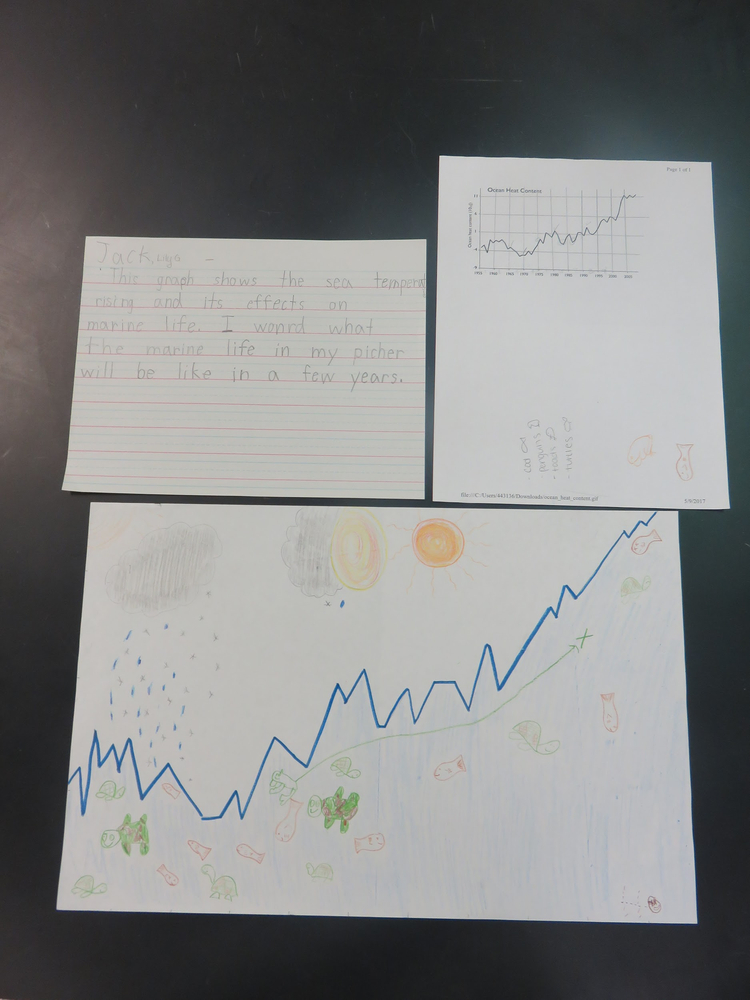 Jack, Lily G –
This graph shows the sea temperat
rising and its effects on
marine life. I wonrd what
the marine life in my picher
will be like in a few years.
Page 1 of 1
Ocean Heat Content
Ocean heat content (10²²J)
11
6
1
-4
-9
1955 1960 1965 1970 1975 1980 1985 1990 1995 2000 2005
- cod
- penguins
- toads
- turtles
file:///C:/Users/443136/Downloads/ocean_heat_content.gif
5/9/2017